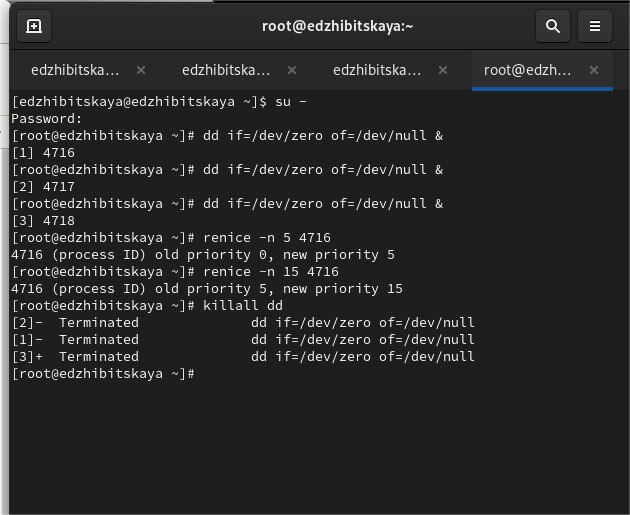 root@edzhibitskaya:~
edzhibitska… × edzhibitska… × edzhibitska… × root@edzh… ×
[edzhibitskaya@edzhibitskaya ~]$ su -
Password:
[root@edzhibitskaya ~]# dd if=/dev/zero of=/dev/null &
[1] 4716
[root@edzhibitskaya ~]# dd if=/dev/zero of=/dev/null &
[2] 4717
[root@edzhibitskaya ~]# dd if=/dev/zero of=/dev/null &
[3] 4718
[root@edzhibitskaya ~]# renice -n 5 4716
4716 (process ID) old priority 0, new priority 5
[root@edzhibitskaya ~]# renice -n 15 4716
4716 (process ID) old priority 5, new priority 15
[root@edzhibitskaya ~]# killall dd
[2]-  Terminated              dd if=/dev/zero of=/dev/null
[1]-  Terminated              dd if=/dev/zero of=/dev/null
[3]+  Terminated              dd if=/dev/zero of=/dev/null
[root@edzhibitskaya ~]#